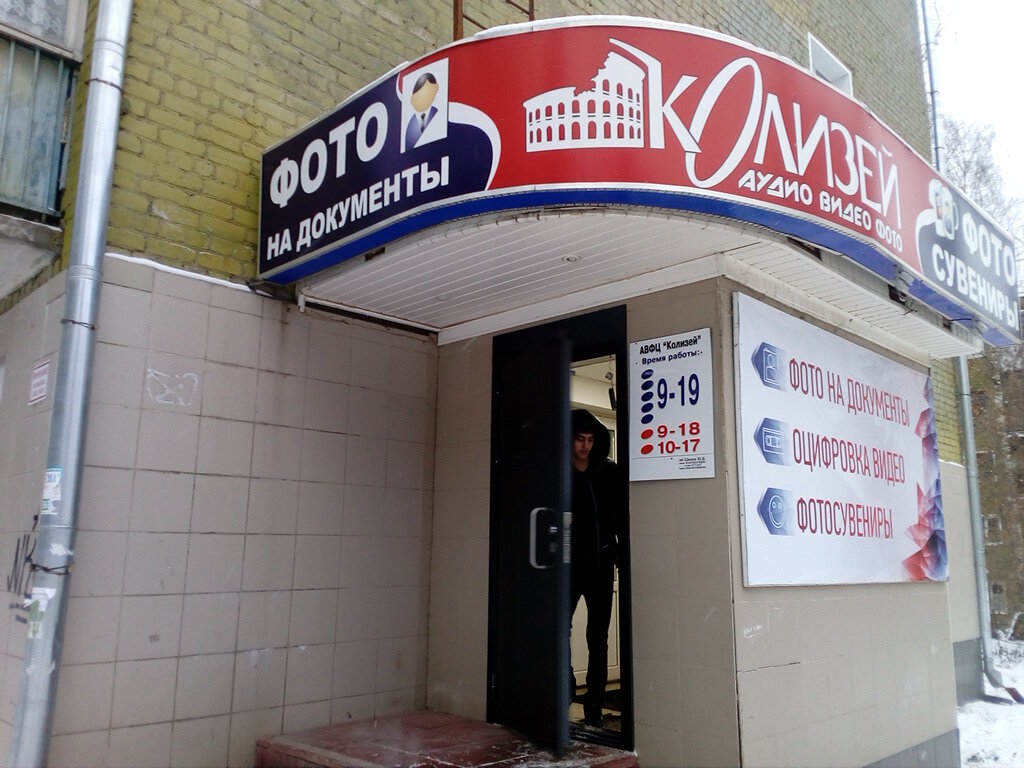 ФОТО
НА ДОКУМЕНТЫ
КОЛИЗЕЙ
АУДИО ВИДЕО ФОТО
ФОТО
СУВЕНИРЫ
АВФЦ "Колизей"
Время работы:
9-19
9-18
10-17
ФОТО НА ДОКУМЕНТЫ
ОЦИФРОВКА ВИДЕО
ФОТОСУВЕНИРЫ